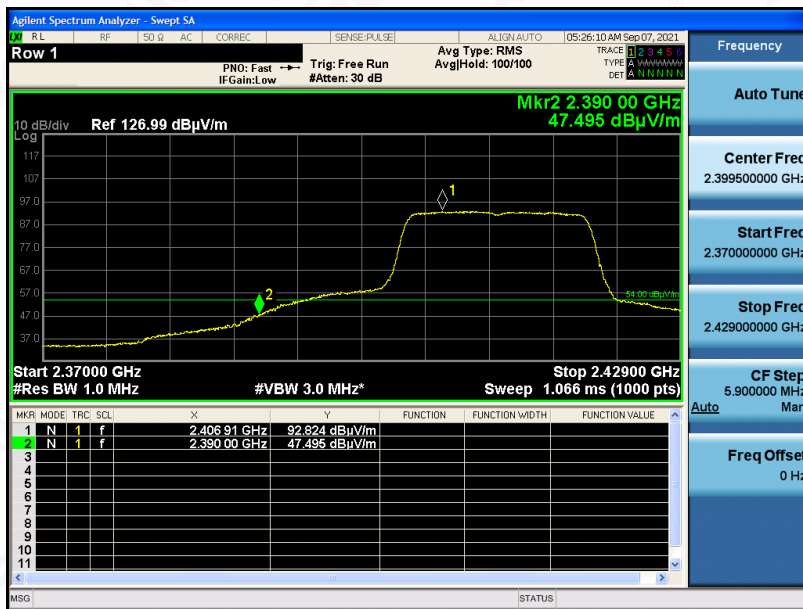 Agilent Spectrum Analyzer - Swept SA
LXI RL RF 50 Ω AC CORREC SENSE:PULSE ALIGN AUTO 05:26:10 AM Sep 07, 2021
Row 1
PNO: Fast
IFGain:Low
Trig: Free Run
#Atten: 30 dB
Avg Type: RMS
Avg|Hold: 100/100
TRACE 1 2 3 4 5 6
TYPE A WWWWW
DET A N N N N N
Mkr2 2.390 00 GHz
47.495 dBµV/m
10 dB/div Ref 126.99 dBµV/m
Log
117
107
97.0
87.0
77.0
67.0
57.0
47.0
37.0
1
2
54.00 dBµV/m
Start 2.37000 GHz Stop 2.42900 GHz
#Res BW 1.0 MHz #VBW 3.0 MHz* Sweep 1.066 ms (1000 pts)
MKR MODE TRC SCL X Y FUNCTION FUNCTION WIDTH FUNCTION VALUE
1 N 1 f 2.406 91 GHz 92.824 dBµV/m
2 N 1 f 2.390 00 GHz 47.495 dBµV/m
3
4
5
6
7
8
9
10
11
MSG STATUS
Frequency
Auto Tune
Center Freq
2.399500000 GHz
Start Freq
2.370000000 GHz
Stop Freq
2.429000000 GHz
CF Step
5.900000 MHz
Auto Man
Freq Offset
0 Hz